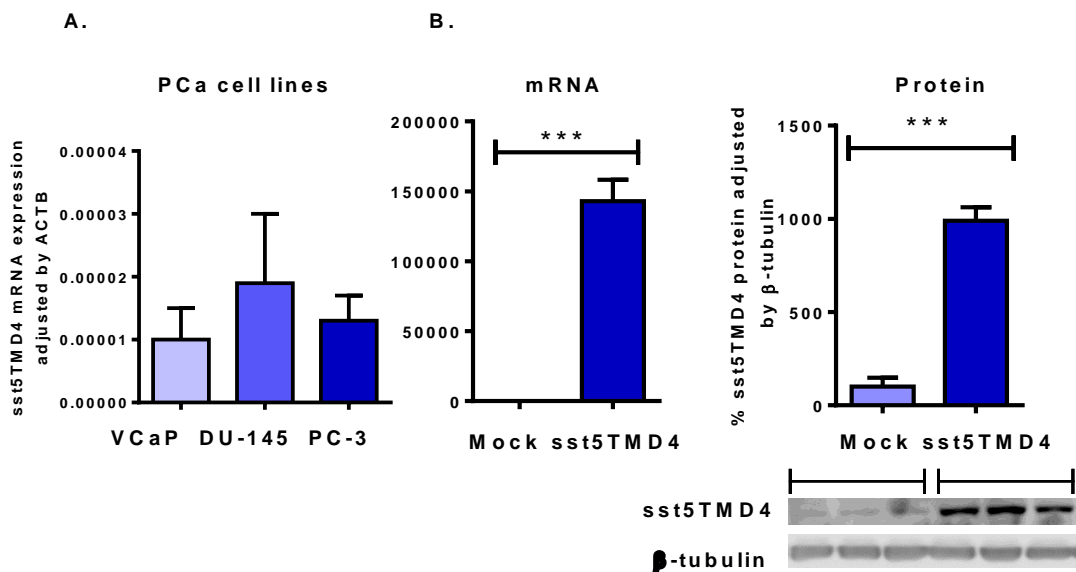 A.
B.
PCa cell lines
sst5TMD4 mRNA expression
adjusted by ACTB
0.00004
0.00003
0.00002
0.00001
0.00000
VCaP DU-145 PC-3
mRNA
200000
150000
100000
50000
0
***
Mock sst5TMD4
Protein
% sst5TMD4 protein adjusted
by β-tubulin
1500
1000
500
0
***
Mock sst5TMD4
sst5TMD4
β-tubulin